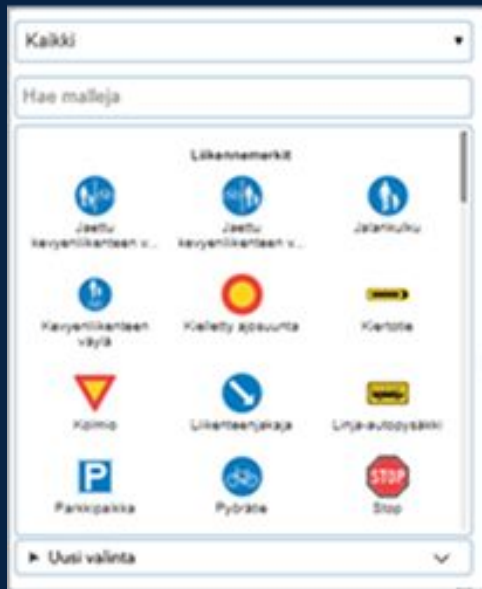 Kaikki
Hae malleja
Liikennemerkit
Jaettu kevyenliikenteen v...
Jaettu kevyenliikenteen v...
Jalankulku
Kevyenliikenteen väylä
Kielletty ajosuunta
Kiertotie
Kolmio
Liikenteenjakaja
Linja-autopysäkki
P
Parkkipaikka
Pyörätie
STOP
Stop
Uusi valinta